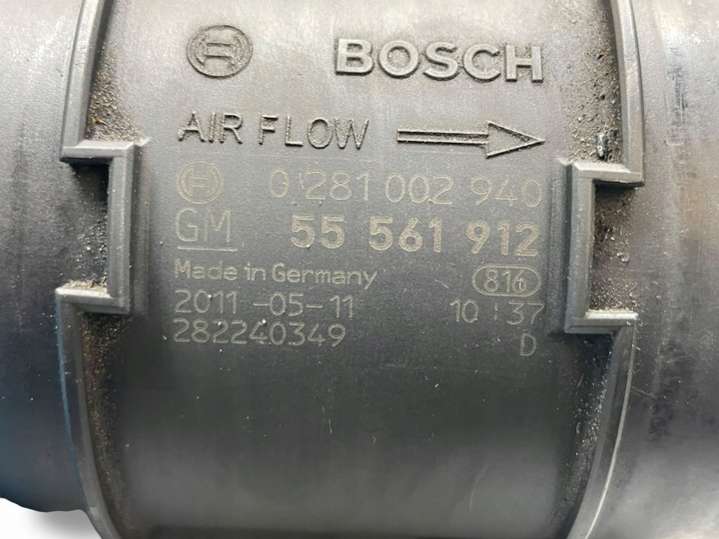 BOSCH
AIR FLOW
0 281 002 940
GM 55 561 912
Made in Germany 816
2011-05-11 10:37
282240349 D